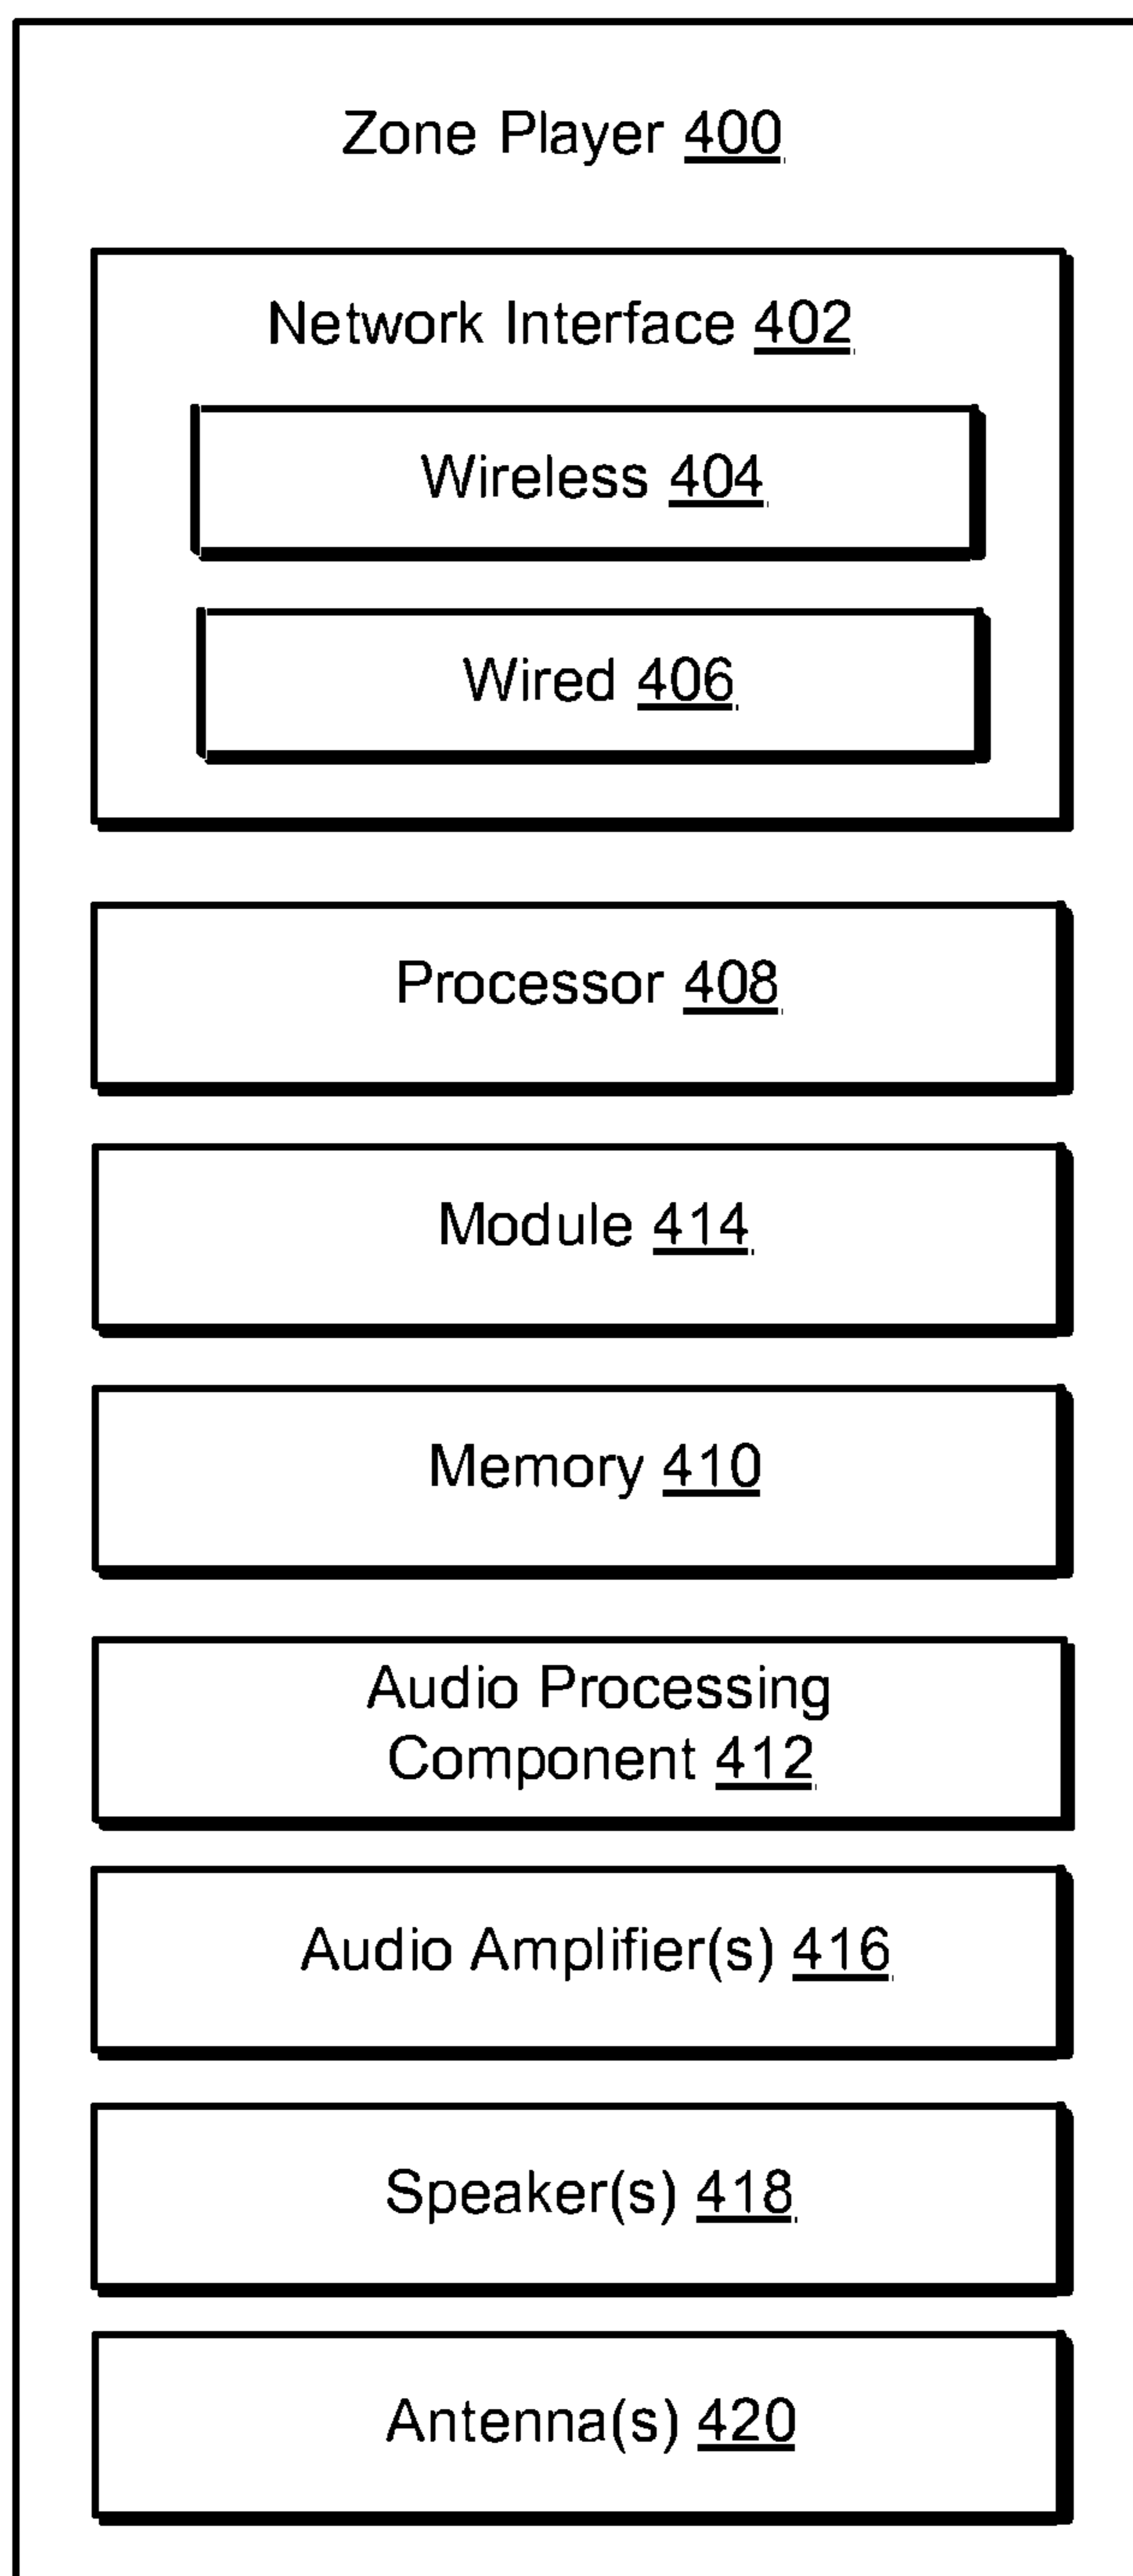 Zone Player 400
Network Interface 402
Wireless 404
Wired 406
Processor 408
Module 414
Memory 410
Audio Processing
Component 412
Audio Amplifier(s) 416
Speaker(s) 418
Antenna(s) 420